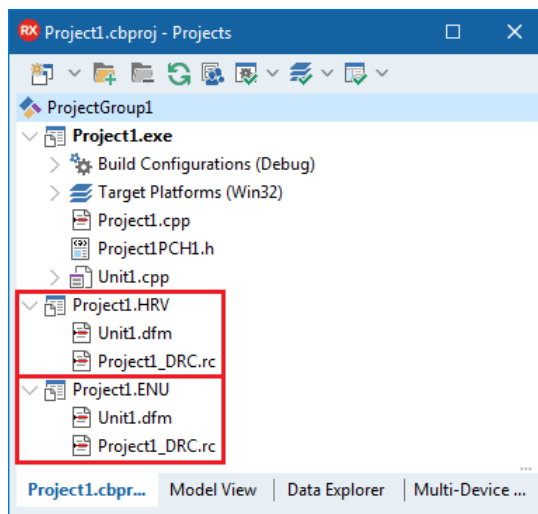 RX Project1.cbproj - Projects
ProjectGroup1
Project1.exe
Build Configurations (Debug)
Target Platforms (Win32)
Project1.cpp
Project1PCH1.h
Unit1.cpp
Project1.HRV
Unit1.dfm
Project1_DRC.rc
Project1.ENU
Unit1.dfm
Project1_DRC.rc
...
Project1.cbpr... Model View Data Explorer Multi-Device ...